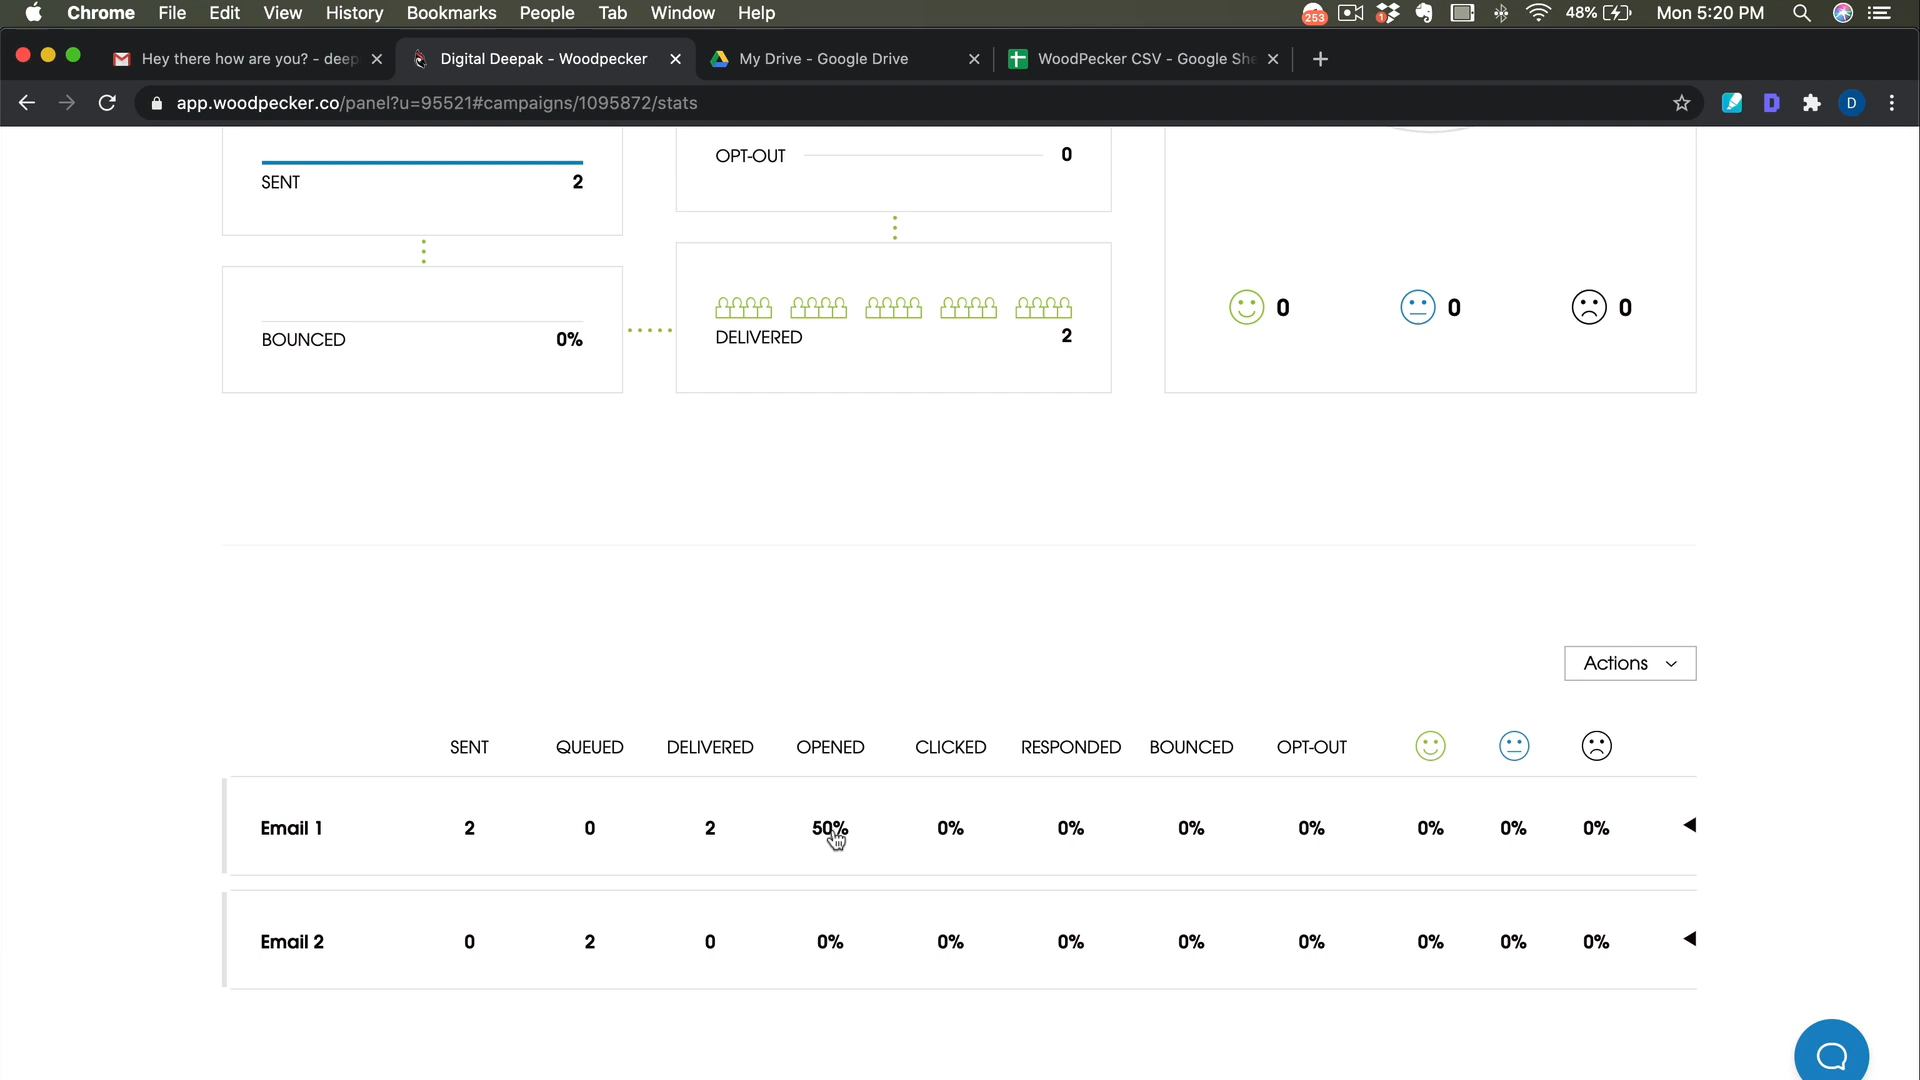 Chrome File Edit View History Bookmarks People Tab Window Help 253 1 48% Mon 5:20 PM
Hey there how are you? - deep Digital Deepak - Woodpecker My Drive - Google Drive WoodPecker CSV - Google She
app.woodpecker.co/panel?u=95521#campaigns/1095872/stats D D
OPT-OUT 0
SENT 2
0 0 0
BOUNCED 0%
DELIVERED 2
Actions
SENT QUEUED DELIVERED OPENED CLICKED RESPONDED BOUNCED OPT-OUT
Email 1 2 0 2 50% 0% 0% 0% 0% 0% 0% 0%
Email 2 0 2 0 0% 0% 0% 0% 0% 0% 0% 0%